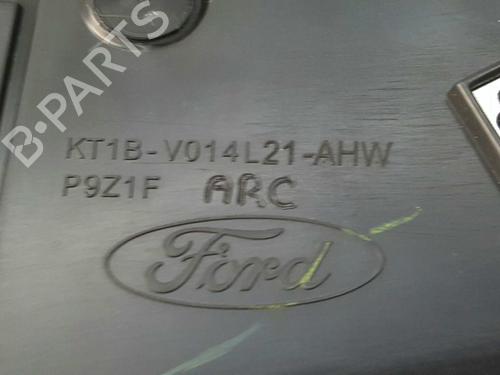 B-PARTS
KT1B-V014L21-AHW
P9Z1F ARC
Ford